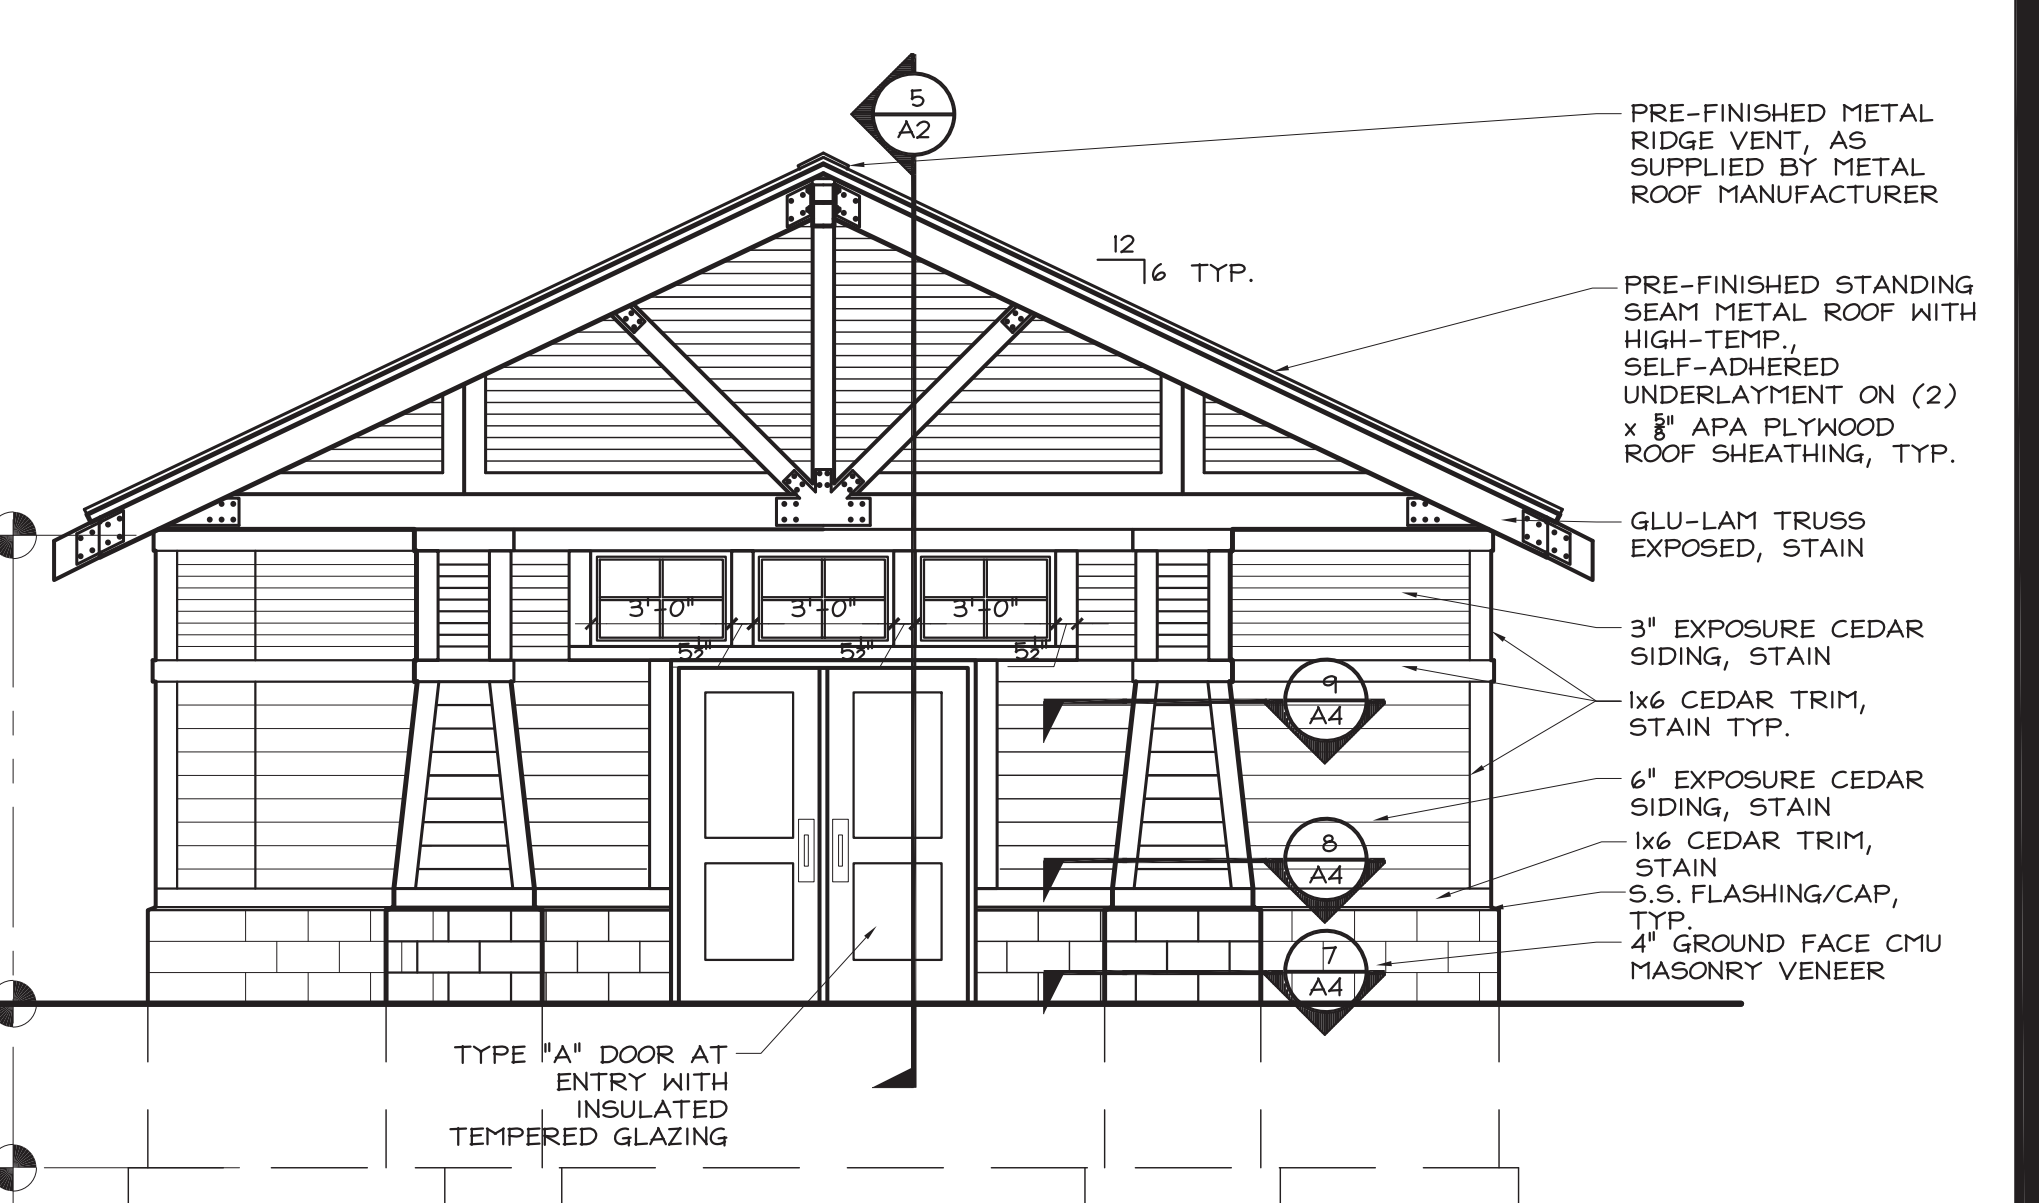 5
A2
PRE-FINISHED METAL
RIDGE VENT, AS
SUPPLIED BY METAL
ROOF MANUFACTURER
12
6 TYP.
PRE-FINISHED STANDING
SEAM METAL ROOF WITH
HIGH-TEMP.,
SELF-ADHERED
UNDERLAYMENT ON (2)
x 5/8" APA PLYWOOD
ROOF SHEATHING, TYP.
GLU-LAM TRUSS
EXPOSED, STAIN
3'-0" 3'-0" 3'-0"
5½" 5½" 5½"
3" EXPOSURE CEDAR
SIDING, STAIN
9
A4
1x6 CEDAR TRIM,
STAIN TYP.
6" EXPOSURE CEDAR
SIDING, STAIN
8
A4
1x6 CEDAR TRIM,
STAIN
S.S. FLASHING/CAP,
TYP.
7
A4
4" GROUND FACE CMU
MASONRY VENEER
TYPE "A" DOOR AT
ENTRY WITH
INSULATED
TEMPERED GLAZING